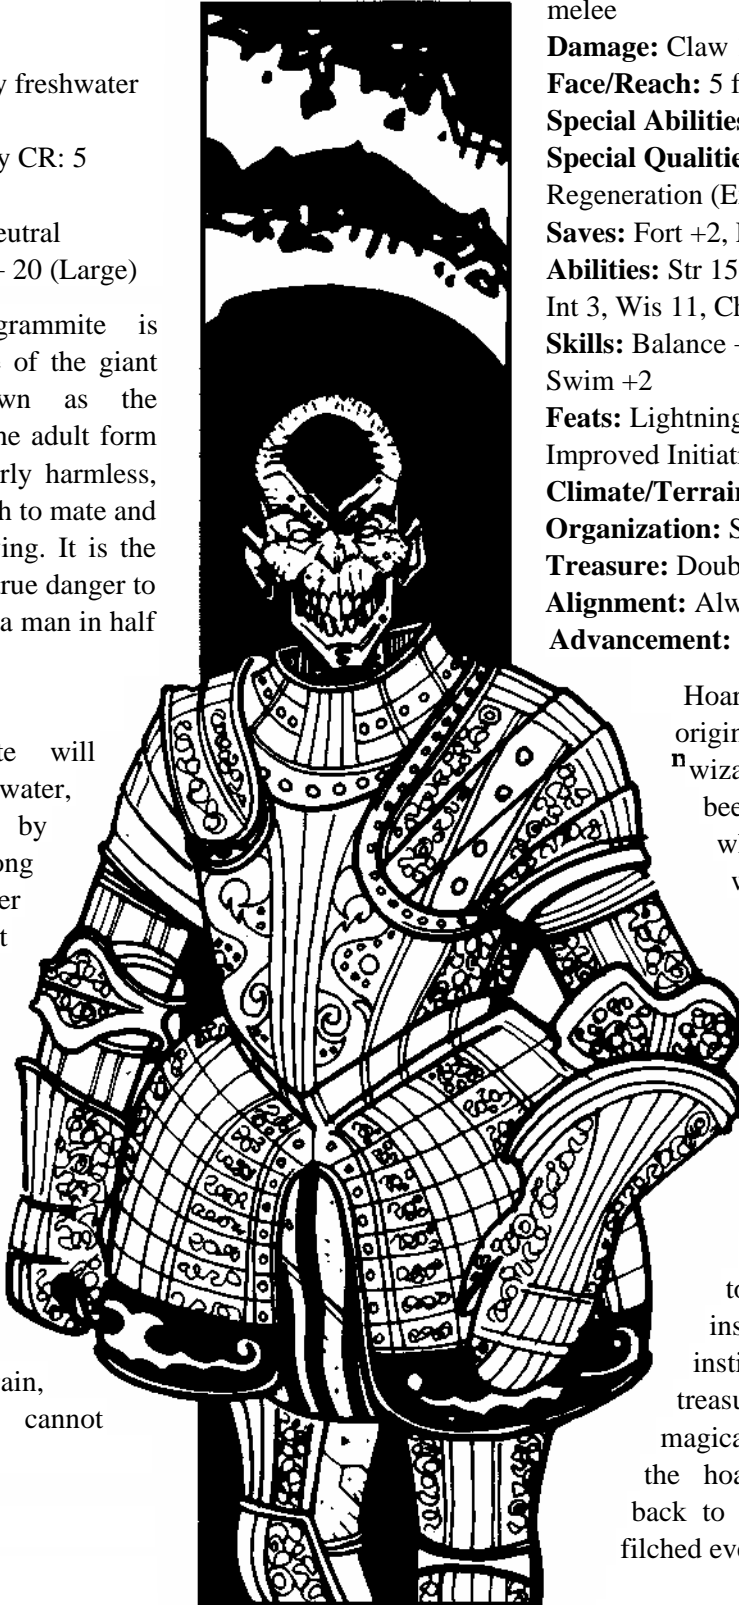 y freshwater
y CR: 5
eutral
- 20 (Large)
grammite is
of the giant
wn as the
he adult form
rly harmless,
h to mate and
ing. It is the
rue danger to
a man in half
te will
water,
by
ong
er
t
ain,
cannot
melee
Damage: Claw
Face/Reach: 5 f
Special Abilities
Special Qualitie
Regeneration (E
Saves: Fort +2,
Abilities: Str 15
Int 3, Wis 11, Ch
Skills: Balance
Swim +2
Feats: Lightning
Improved Initiat
Climate/Terrain
Organization: S
Treasure: Doub
Alignment: Alw
Advancement:
Hoar
origin
n wiza
bee
wh
v
to
ins
insti
treasu
magica
the hoa
back to
filched eve